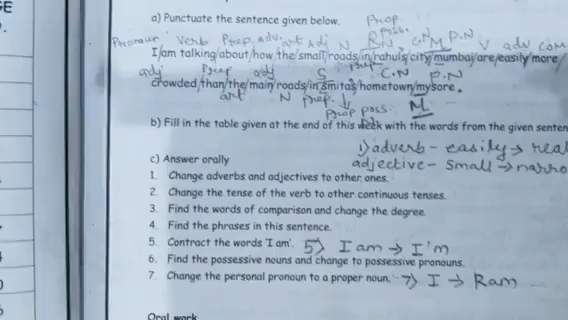 GE
a) Punctuate the sentence given below.
Prop
poss.
Pronoun verb Prep. adv. art Adj N R.N C.N P.N V adv com
I/am talking/about/how/the/small/roads/in/rahuls/city/mumbai/are/easily/more/
adj Prep adj S prep C.N P.N
crowded/than/the/main/roads/in/smitas/hometown/mysore.
art N prep. Prop poss. M
b) Fill in the table given at the end of this week with the words from the given senten
1) adverb - easily → real
c) Answer orally
adjective - small → narro
1. Change adverbs and adjectives to other ones.
2. Change the tense of the verb to other continuous tenses.
3. Find the words of comparison and change the degree.
4. Find the phrases in this sentence.
5. Contract the words 'I am'. 5) I am → I'm
6. Find the possessive nouns and change to possessive pronouns.
7. Change the personal pronoun to a proper noun. 7) I → Ram
Oral work